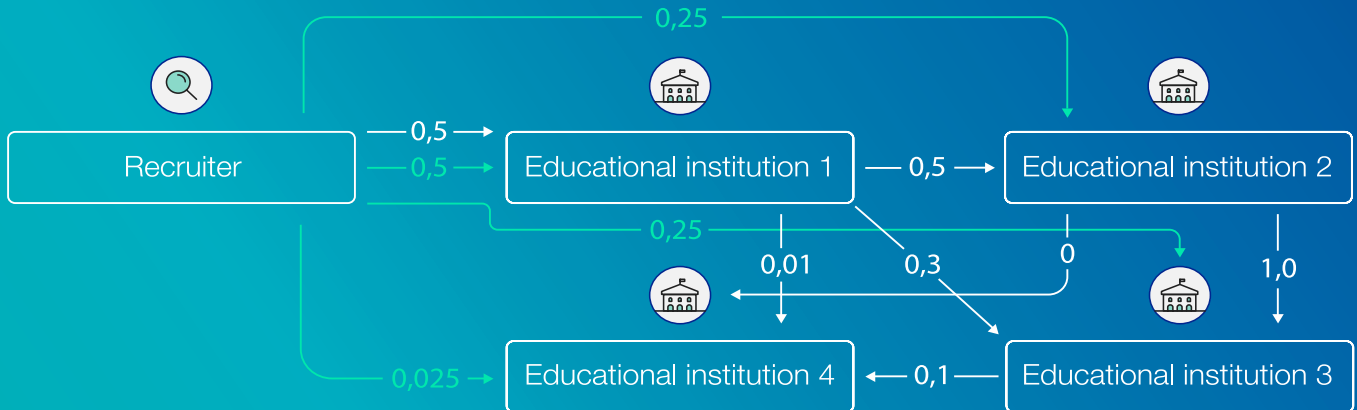 0,25
0,5
Recruiter
0,5
Educational institution 1
0,5
Educational institution 2
0,25
0,01
0,3
0
1,0
0,025
Educational institution 4
0,1
Educational institution 3